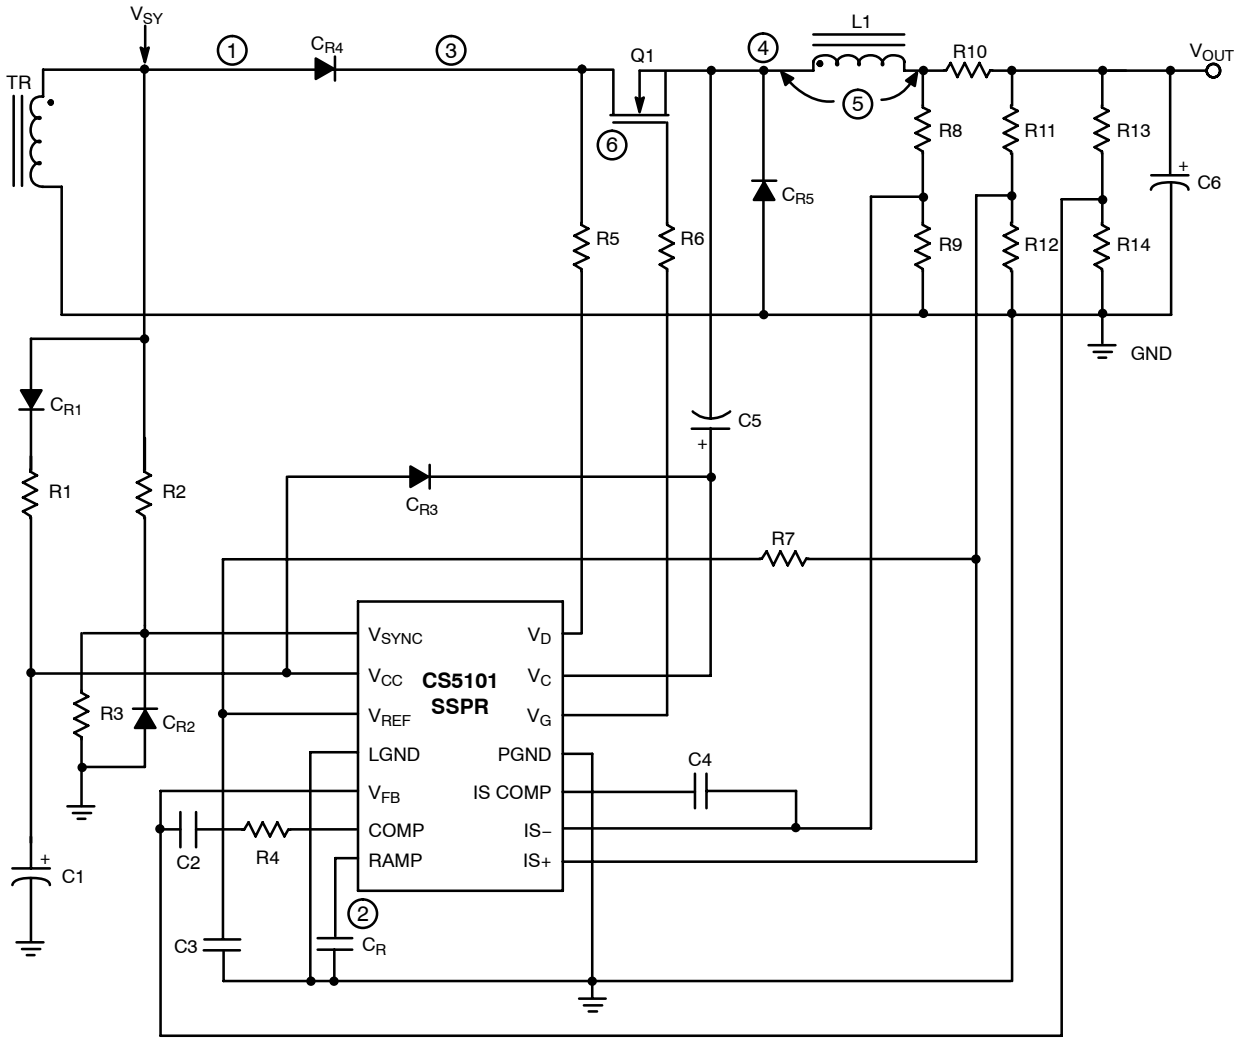 V_SY
L1
1
C_R4
3
Q1
4
R10
V_OUT
TR
5
6
R8
R11
R13
C_R5
C6
R5
R6
R9
R12
R14
GND
C_R1
C5
R1
R2
C_R3
R7
V_SYNC
V_D
V_CC
CS5101
V_C
SSPR
R3
C_R2
V_REF
V_G
LGND
PGND
C4
V_FB
IS COMP
COMP
IS−
C2
R4
RAMP
IS+
+
C1
2
C3
C_R
+
+